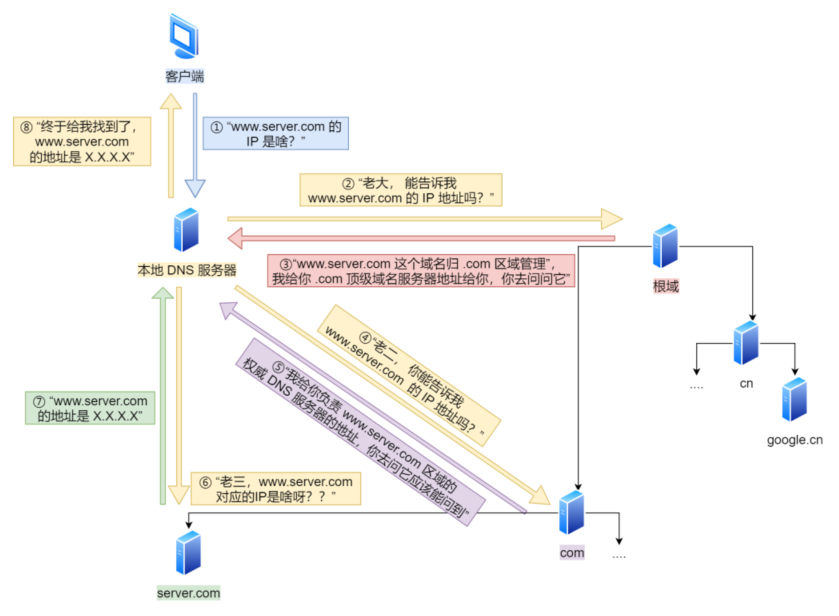 客户端
⑧ “终于给我找到了，
www.server.com
的地址是 X.X.X.X”
① “www.server.com 的
IP 是啥？”
② “老大， 能告诉我
www.server.com 的 IP 地址吗？”
本地 DNS 服务器
③“www.server.com 这个域名归 .com 区域管理”，
我给你 .com 顶级域名服务器地址给你，你去问问它”
根域
④“老二， 你能告诉我
www.server.com 的 IP 地址吗？”
⑤“我给你负责 www.server.com 区域的
权威 DNS 服务器的地址，你去问它应该能问到”
cn
....
google.cn
⑦ “www.server.com
的地址是 X.X.X.X”
⑥ “老三，www.server.com
对应的IP是啥呀？？”
com
....
server.com